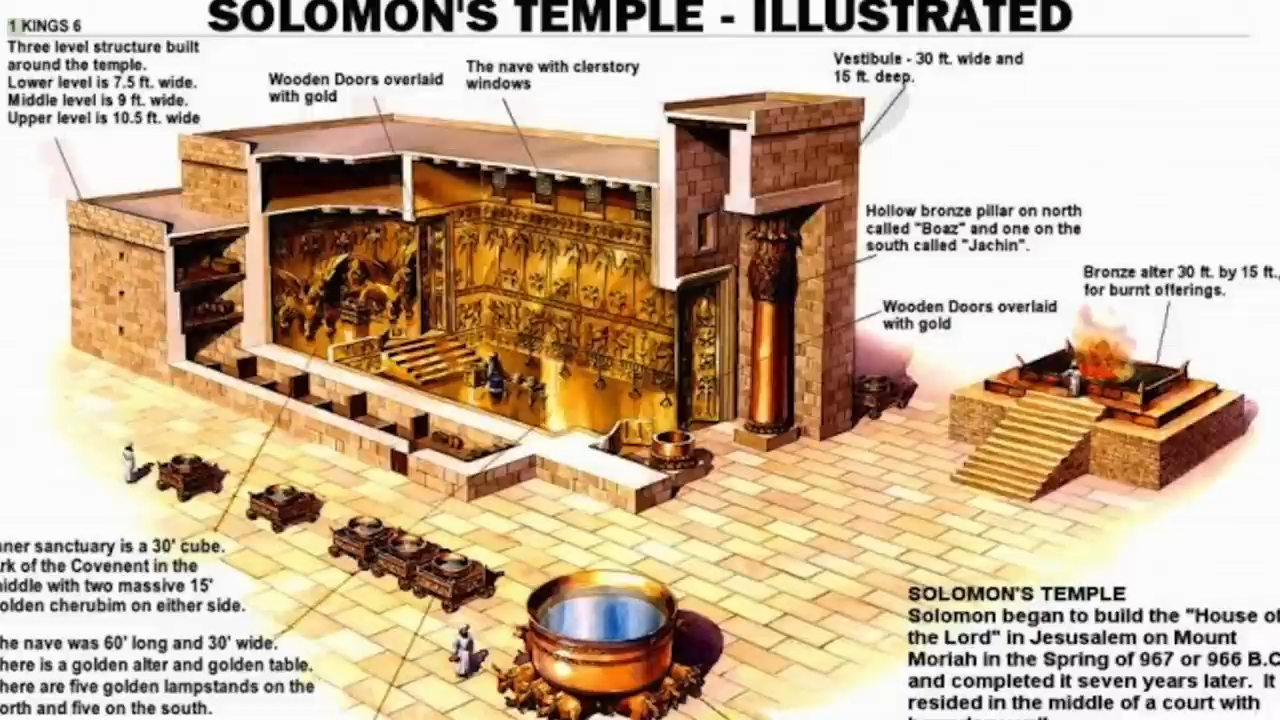 SOLOMON'S TEMPLE - ILLUSTRATED
1 KINGS 6
Three level structure built
around the temple.
Lower level is 7.5 ft. wide.
Middle level is 9 ft. wide.
Upper level is 10.5 ft. wide
Wooden Doors overlaid
with gold
The nave with clerstory
windows
Vestibule - 30 ft. wide and
15 ft. deep.
Hollow bronze pillar on north
called "Boaz" and one on the
south called "Jachin".
Wooden Doors overlaid
with gold
Bronze alter 30 ft. by 15 ft.,
for burnt offerings.
ner sanctuary is a 30' cube.
rk of the Covenent in the
iddle with two massive 15'
olden cherubim on either side.
he nave was 60' long and 30' wide.
here is a golden alter and golden table.
here are five golden lampstands on the
orth and five on the south.
SOLOMON'S TEMPLE
Solomon began to build the "House of
the Lord" in Jesusalem on Mount
Moriah in the Spring of 967 or 966 B.C
and completed it seven years later. It
resided in the middle of a court with